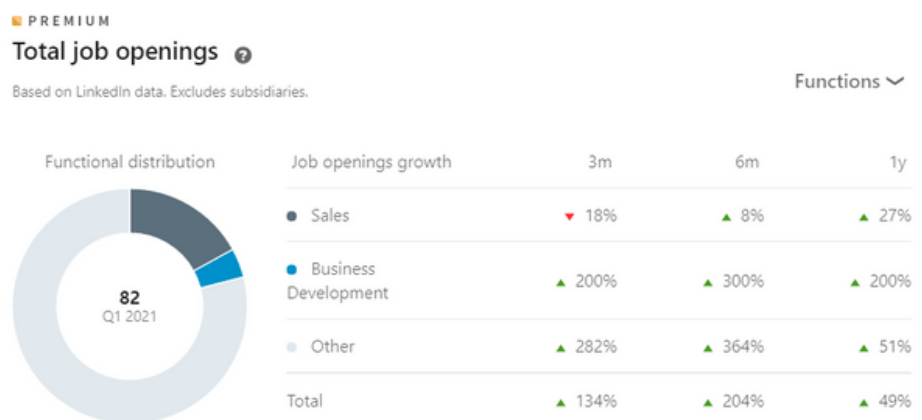 PREMIUM
Total job openings ?
Based on LinkedIn data. Excludes subsidiaries.
Functions
Functional distribution
82
Q1 2021
Job openings growth 3m 6m 1y
Sales ▼ 18% ▲ 8% ▲ 27%
Business
Development ▲ 200% ▲ 300% ▲ 200%
Other ▲ 282% ▲ 364% ▲ 51%
Total ▲ 134% ▲ 204% ▲ 49%